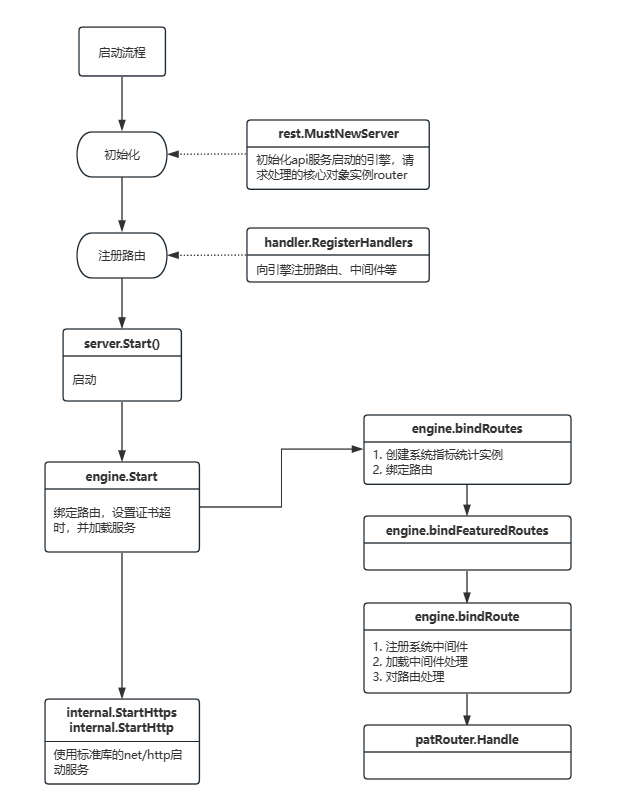 启动流程
初始化
rest.MustNewServer
初始化api服务启动的引擎，请
求处理的核心对象实例router
注册路由
handler.RegisterHandlers
向引擎注册路由、中间件等
server.Start()
启动
engine.Start
绑定路由，设置证书超
时，并加载服务
engine.bindRoutes
1. 创建系统指标统计实例
2. 绑定路由
engine.bindFeaturedRoutes
engine.bindRoute
1. 注册系统中间件
2. 加载中间件处理
3. 对路由处理
patRouter.Handle
internal.StartHttps
internal.StartHttp
使用标准库的net/http启
动服务